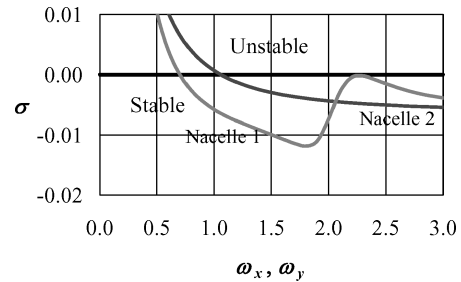 0.01
Unstable
0.00
σ
Stable
Nacelle 2
-0.01
Nacelle 1
-0.02
0.0 0.5 1.0 1.5 2.0 2.5 3.0
ωx , ωy